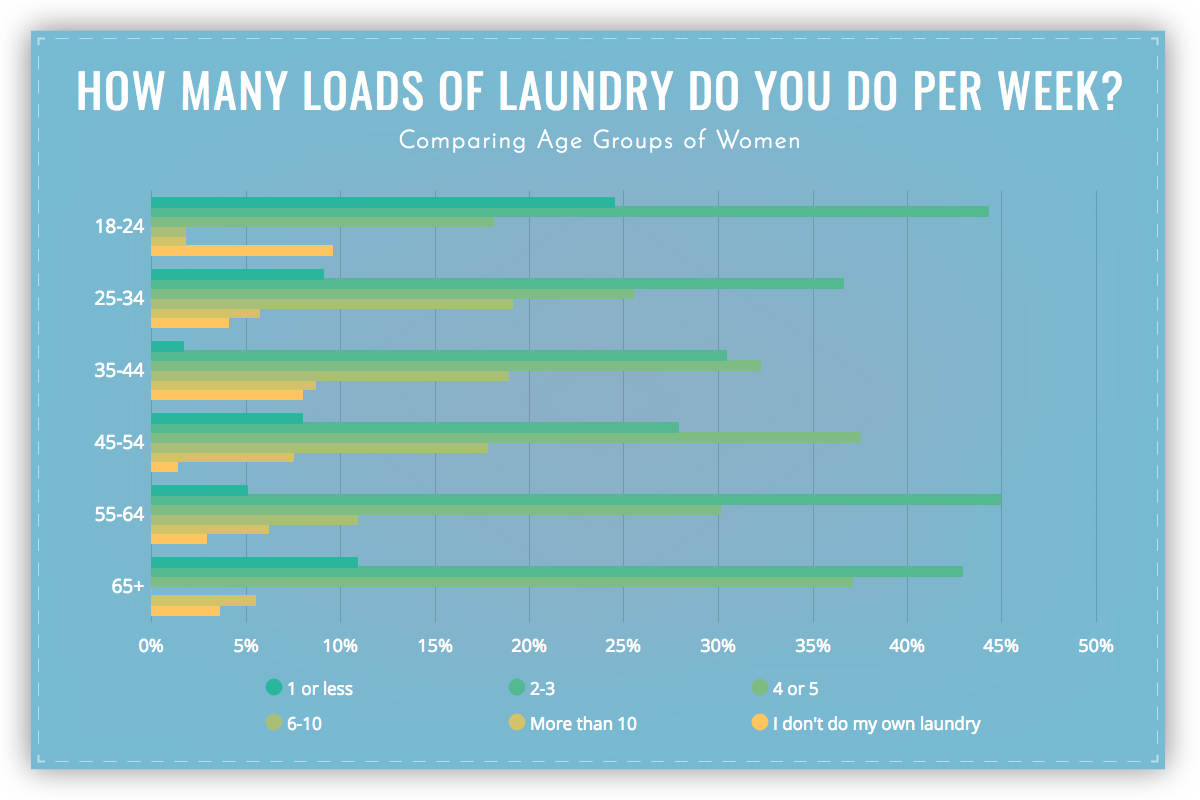 HOW MANY LOADS OF LAUNDRY DO YOU DO PER WEEK?
Comparing Age Groups of Women
18-24
25-34
35-44
45-54
55-64
65+
0% 5% 10% 15% 20% 25% 30% 35% 40% 45% 50%
1 or less 2-3 4 or 5
6-10 More than 10 I don't do my own laundry